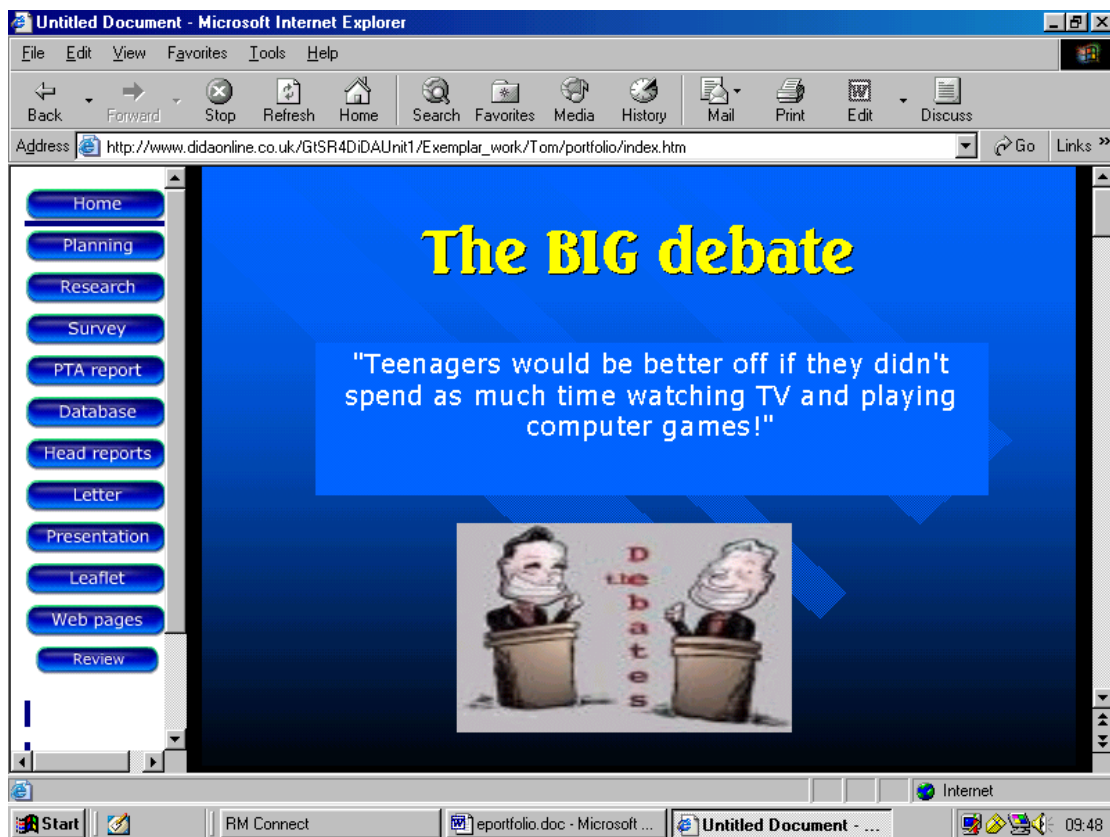 Untitled Document - Microsoft Internet Explorer
File Edit View Favorites Tools Help
Back Forward Stop Refresh Home Search Favorites Media History Mail Print Edit Discuss
Address http://www.didaonline.co.uk/GtSR4DiDAUnit1/Exemplar_work/Tom/portfolio/index.htm Go Links »
Home
Planning
Research
Survey
PTA report
Database
Head reports
Letter
Presentation
Leaflet
Web pages
Review
The BIG debate
"Teenagers would be better off if they didn't
spend as much time watching TV and playing
computer games!"
the
Debates
Internet
Start RM Connect eportfolio.doc - Microsoft ... Untitled Document - ... 09:48